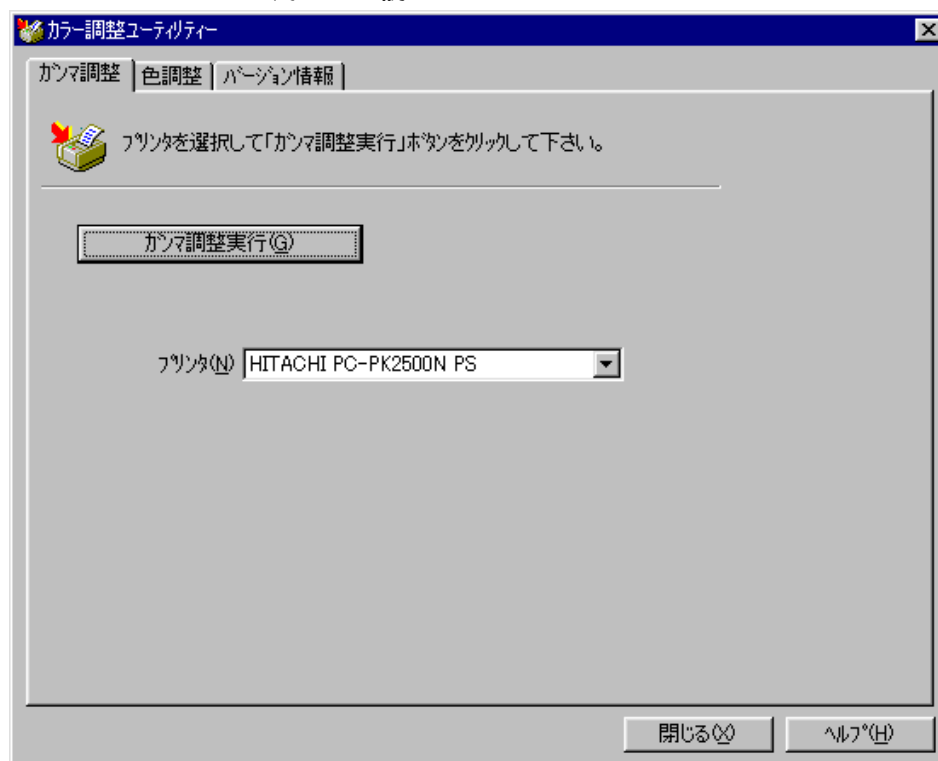 カラー調整ユーティリティー
ガンマ調整 色調整 バージョン情報
プリンタを選択して「ガンマ調整実行」ボタンをクリックして下さい。
ガンマ調整実行(G)
プリンタ(N) HITACHI PC-PK2500N PS
閉じる(X) ヘルプ(H)